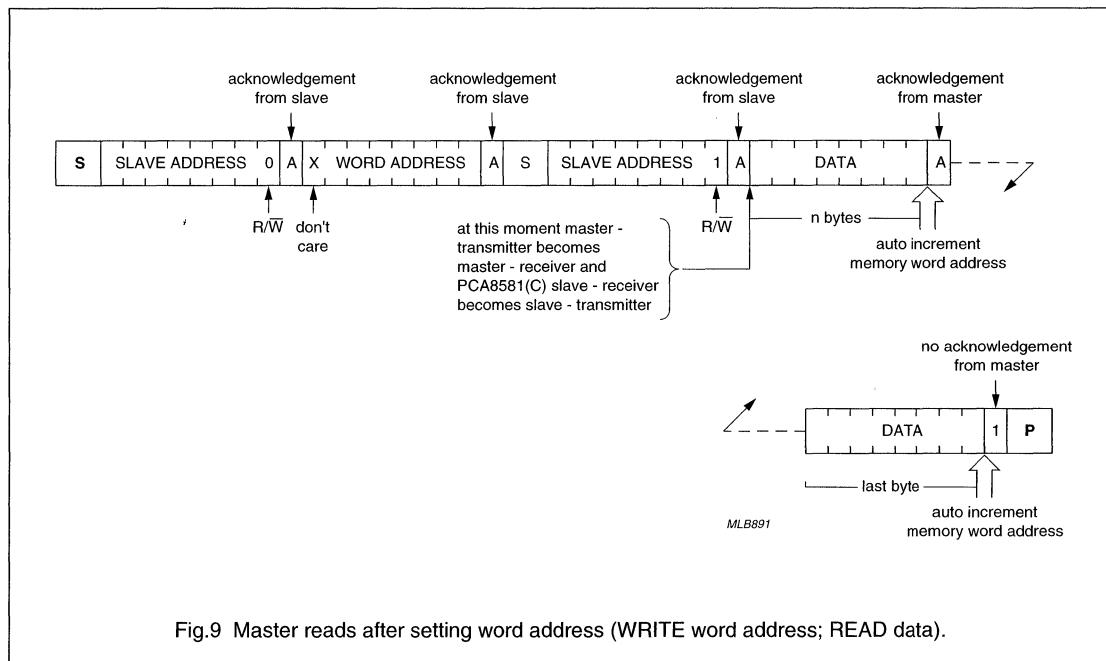 acknowledgement
from slave
acknowledgement
from slave
acknowledgement
from slave
acknowledgement
from master
S SLAVE ADDRESS 0 A X WORD ADDRESS A S SLAVE ADDRESS 1 A DATA A
R/W̅
don't
care
at this moment master -
transmitter becomes
master - receiver and
PCA8581(C) slave - receiver
becomes slave - transmitter
R/W̅
n bytes
auto increment
memory word address
no acknowledgement
from master
DATA 1 P
last byte
auto increment
memory word address
MLB891
Fig.9 Master reads after setting word address (WRITE word address; READ data).